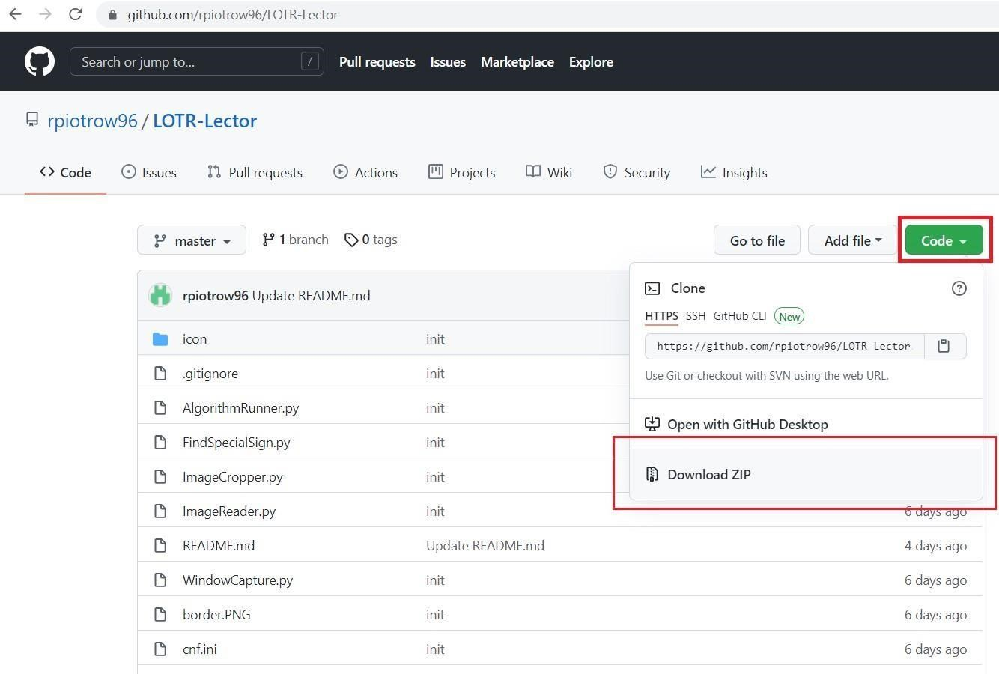 github.com/rpiotrow96/LOTR-Lector
Search or jump to... / Pull requests Issues Marketplace Explore
rpiotrow96 / LOTR-Lector
<> Code Issues Pull requests Actions Projects Wiki Security Insights
master 1 branch 0 tags Go to file Add file Code
Clone ?
HTTPS SSH GitHub CLI New
https://github.com/rpiotrow96/LOTR-Lector.
Use Git or checkout with SVN using the web URL.
Open with GitHub Desktop
Download ZIP
rpiotrow96 Update README.md
icon init
.gitignore init
AlgorithmRunner.py init
FindSpecialSign.py init
ImageCropper.py init
ImageReader.py init 6 days ago
README.md Update README.md 4 days ago
WindowCapture.py init 6 days ago
border.PNG init 6 days ago
cnf.ini init 6 days ago